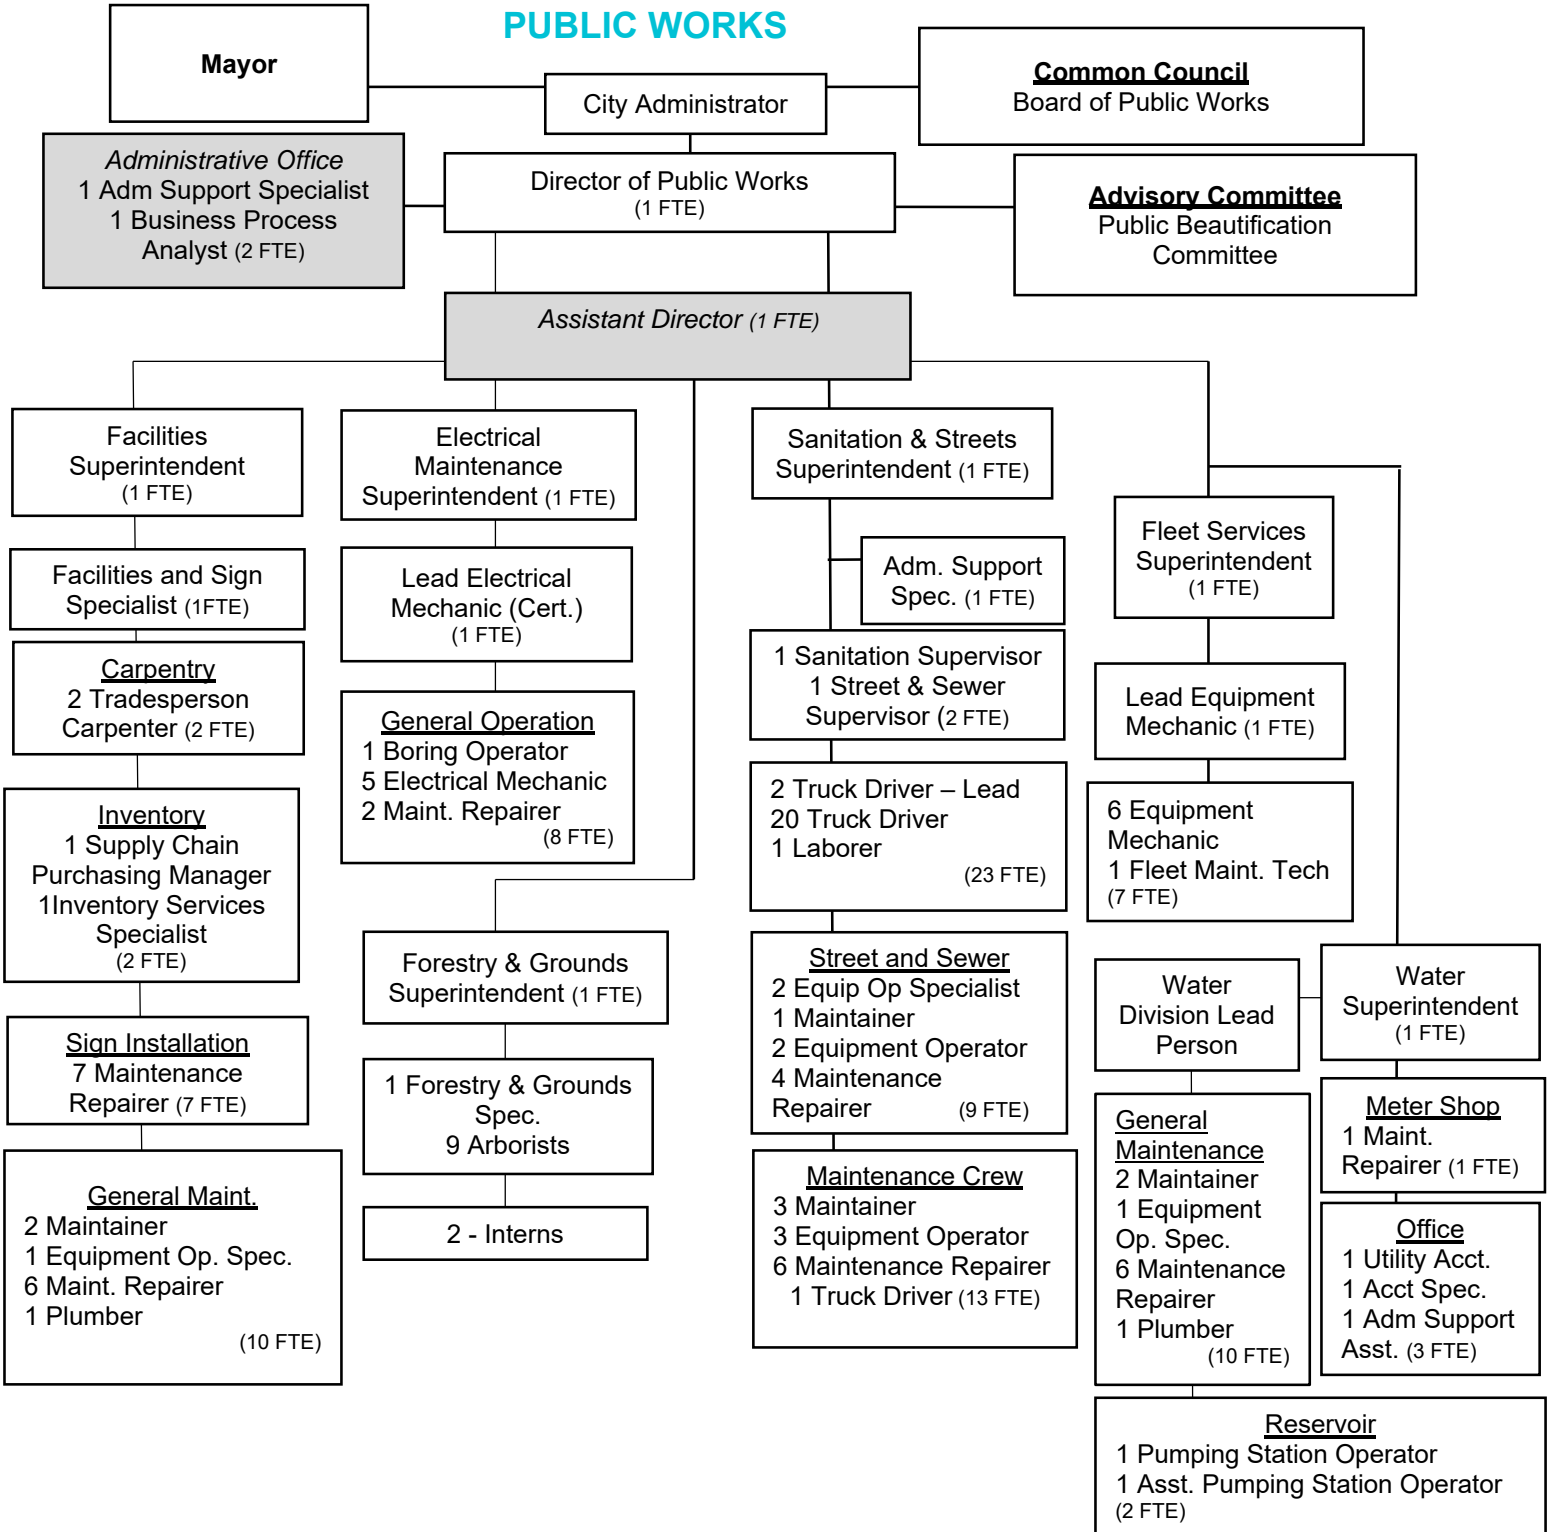 PUBLIC WORKS
Mayor
City Administrator
Common Council
Board of Public Works
Administrative Office
1 Adm Support Specialist
1 Business Process
Analyst (2 FTE)
Director of Public Works
(1 FTE)
Advisory Committee
Public Beautification
Committee
Assistant Director (1 FTE)
Facilities
Superintendent
(1 FTE)
Facilities and Sign
Specialist (1FTE)
Carpentry
2 Tradesperson
Carpenter (2 FTE)
Inventory
1 Supply Chain
Purchasing Manager
1Inventory Services
Specialist
(2 FTE)
Sign Installation
7 Maintenance
Repairer (7 FTE)
General Maint.
2 Maintainer
1 Equipment Op. Spec.
6 Maint. Repairer
1 Plumber
(10 FTE)
Electrical
Maintenance
Superintendent (1 FTE)
Lead Electrical
Mechanic (Cert.)
(1 FTE)
General Operation
1 Boring Operator
5 Electrical Mechanic
2 Maint. Repairer
(8 FTE)
Forestry & Grounds
Superintendent (1 FTE)
1 Forestry & Grounds
Spec.
9 Arborists
2 - Interns
Sanitation & Streets
Superintendent (1 FTE)
Adm. Support
Spec. (1 FTE)
1 Sanitation Supervisor
1 Street & Sewer
Supervisor (2 FTE)
2 Truck Driver – Lead
20 Truck Driver
1 Laborer
(23 FTE)
Street and Sewer
2 Equip Op Specialist
1 Maintainer
2 Equipment Operator
4 Maintenance
Repairer (9 FTE)
Maintenance Crew
3 Maintainer
3 Equipment Operator
6 Maintenance Repairer
1 Truck Driver (13 FTE)
Fleet Services
Superintendent
(1 FTE)
Lead Equipment
Mechanic (1 FTE)
6 Equipment
Mechanic
1 Fleet Maint. Tech
(7 FTE)
Water
Division Lead
Person
General
Maintenance
2 Maintainer
1 Equipment
Op. Spec.
6 Maintenance
Repairer
1 Plumber
(10 FTE)
Water
Superintendent
(1 FTE)
Meter Shop
1 Maint.
Repairer (1 FTE)
Office
1 Utility Acct.
1 Acct Spec.
1 Adm Support
Asst. (3 FTE)
Reservoir
1 Pumping Station Operator
1 Asst. Pumping Station Operator
(2 FTE)